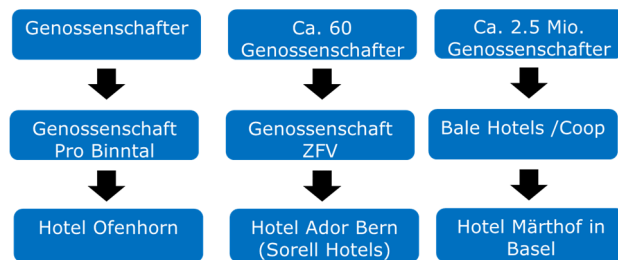 Genossenschafter
Ca. 60
Genossenschafter
Ca. 2.5 Mio.
Genossenschafter
Genossenschaft
Pro Binntal
Genossenschaft
ZFV
Bale Hotels /Coop
Hotel Ofenhorn
Hotel Ador Bern
(Sorell Hotels)
Hotel Märthof in
Basel